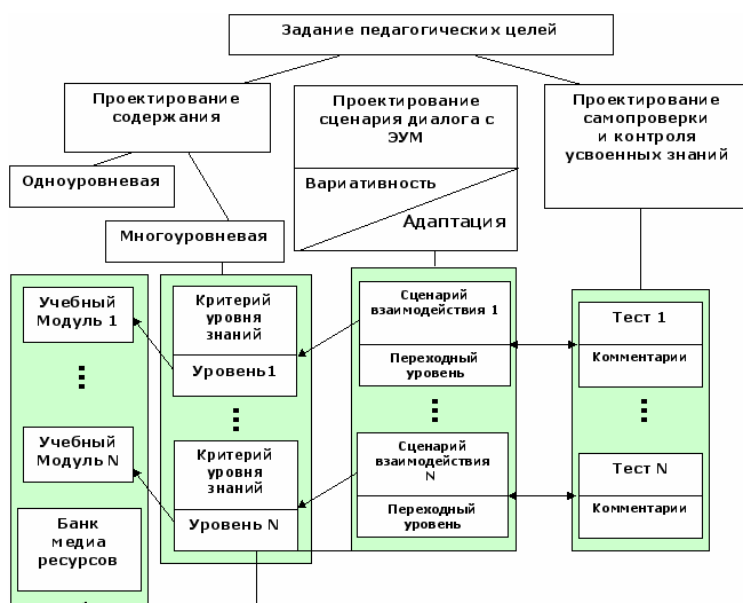 Задание педагогических целей
Проектирование
содержания
Проектирование
сценария диалога с
ЭУМ
Проектирование
самопроверки
и контроля
усвоенных знаний
Одноуровневая
Вариативность
Адаптация
Многоуровневая
Учебный
Модуль 1
Критерий
уровня
знаний
Уровень1
Сценарий
взаимодействия 1
Переходный
уровень
Тест 1
Комментарии
Учебный
Модуль N
Критерий
уровня
знаний
Уровень N
Сценарий
взаимодействия
N
Переходный
уровень
Тест N
Комментарии
Банк
медиа
ресурсов